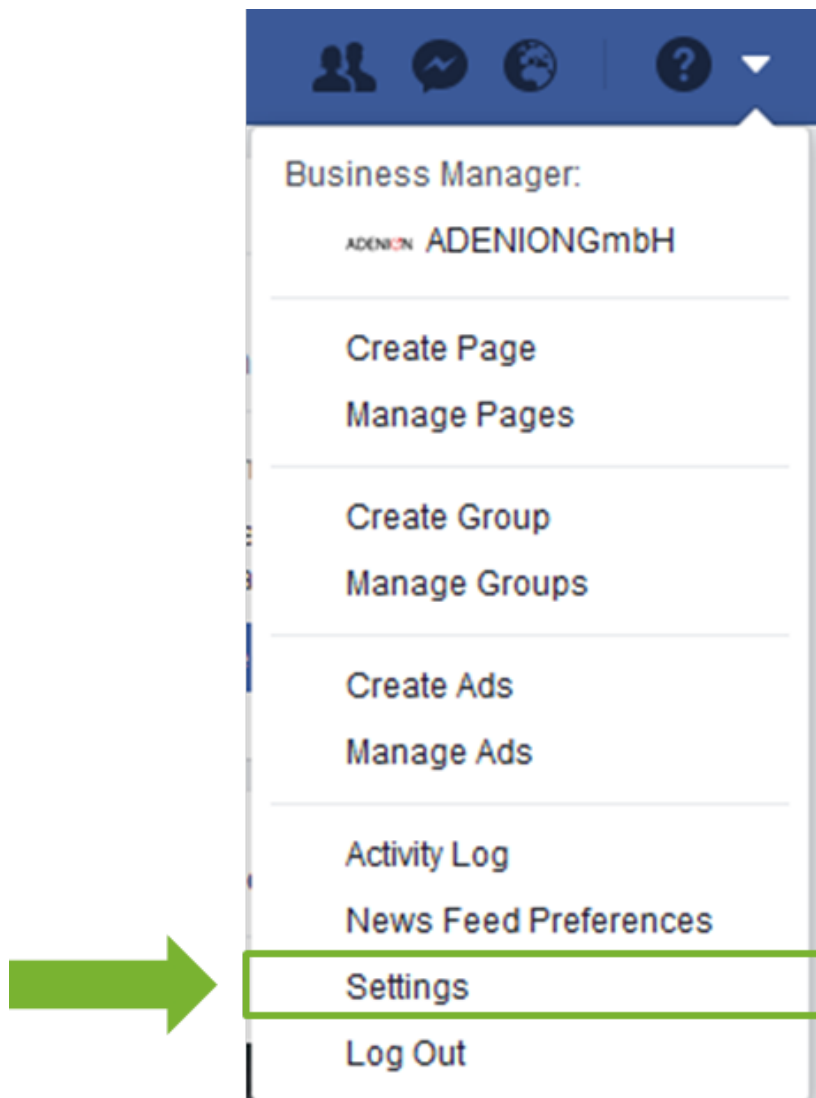 Business Manager:
ADENION ADENIONGmbH
Create Page
Manage Pages
Create Group
Manage Groups
Create Ads
Manage Ads
Activity Log
News Feed Preferences
Settings
Log Out